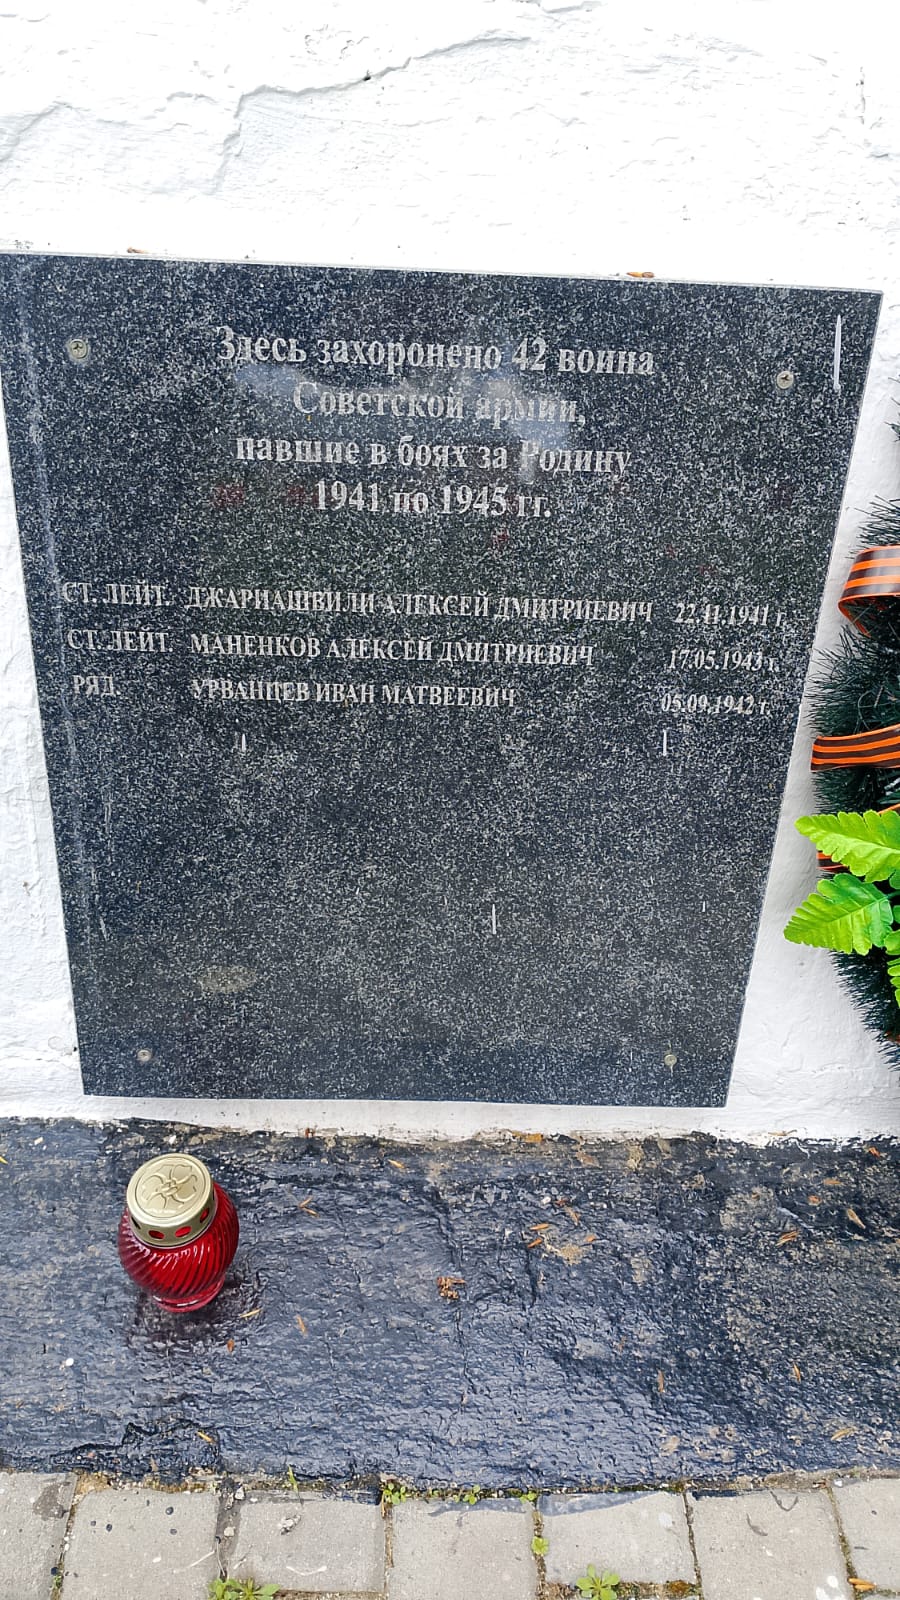 Здесь захоронено 42 воина
Советской армии,
павшие в боях за Родину
1941 по 1945 гг.
СТ. ЛЕЙТ. ДЖАРИАШВИЛИ АЛЕКСЕЙ ДМИТРИЕВИЧ 22.11.1941 г.
СТ. ЛЕЙТ. МАНЕНКОВ АЛЕКСЕЙ ДМИТРИЕВИЧ 17.05.1943 г.
РЯД. УРВАНЦЕВ ИВАН МАТВЕЕВИЧ 05.09.1942 г.